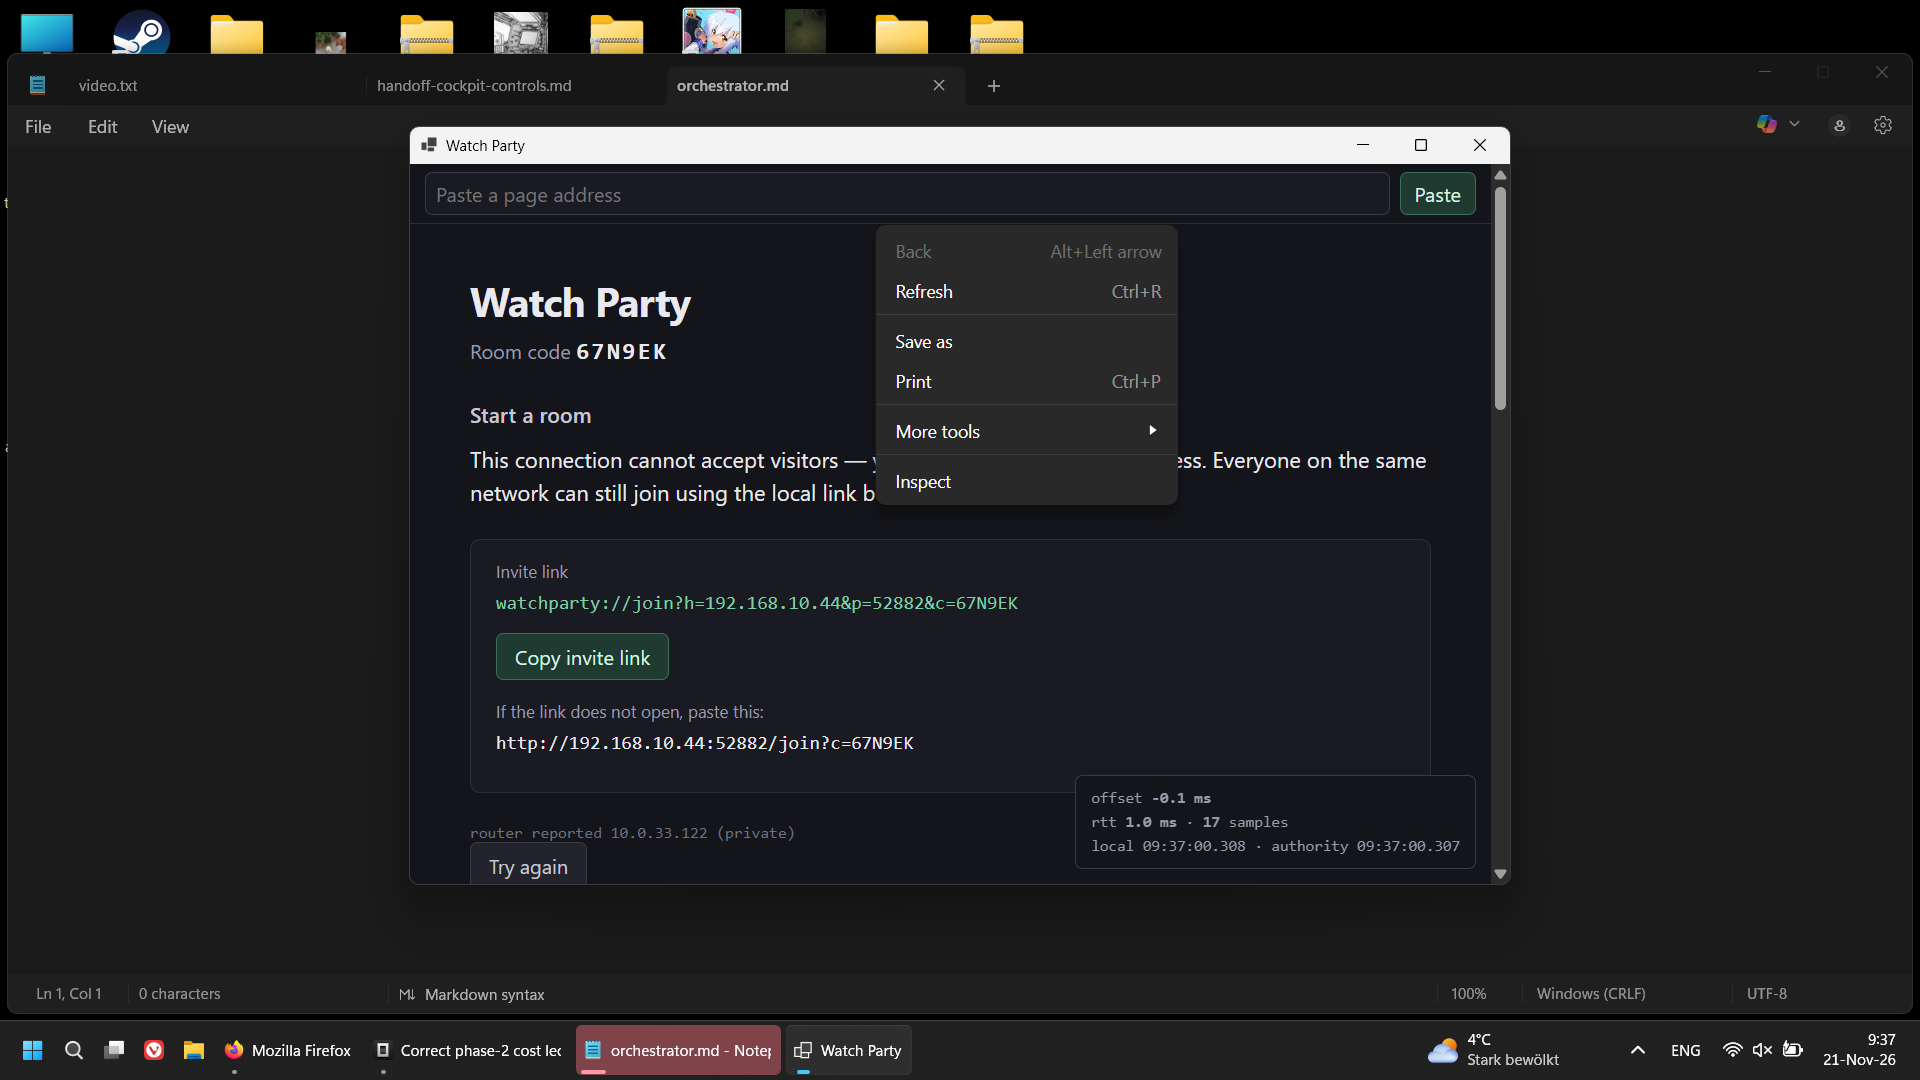 video.txt
handoff-cockpit-controls.md
orchestrator.md
File
Edit
View
Watch Party
Paste a page address
Paste
Back Alt+Left arrow
Refresh Ctrl+R
Save as
Print Ctrl+P
More tools
Inspect
Watch Party
Room code 67N9EK
Start a room
This connection cannot accept visitors — ess. Everyone on the same
network can still join using the local link b
Invite link
watchparty://join?h=192.168.10.44&p=52882&c=67N9EK
Copy invite link
If the link does not open, paste this:
http://192.168.10.44:52882/join?c=67N9EK
offset -0.1 ms
rtt 1.0 ms · 17 samples
local 09:37:00.308 · authority 09:37:00.307
router reported 10.0.33.122 (private)
Try again
Ln 1, Col 1
0 characters
Markdown syntax
100%
Windows (CRLF)
UTF-8
Mozilla Firefox
Correct phase-2 cost lec
orchestrator.md - Notep
Watch Party
4°C
Stark bewölkt
ENG
9:37
21-Nov-26